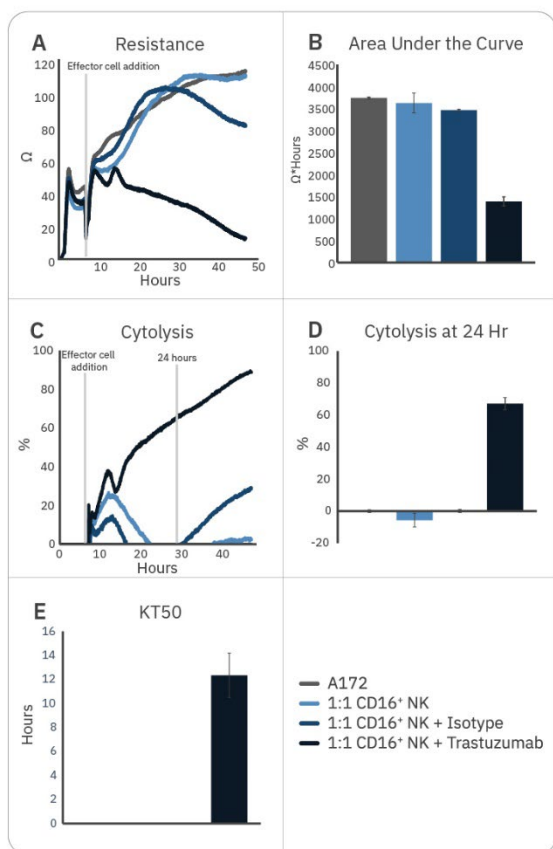 A Resistance
Effector cell addition
120
100
80
60
40
20
0
Ω
10 20 30 40 50
Hours
B Area Under the Curve
5000
4500
4000
3500
3000
2500
2000
1500
1000
500
0
Ω*Hours
C Cytolysis
Effector cell
addition
24 hours
100
80
60
40
20
0
%
0 10 20 30 40
Hours
D Cytolysis at 24 Hr
100
80
60
40
20
0
-20
%
E KT50
16
14
12
10
8
6
4
2
0
Hours
A172
1:1 CD16⁺ NK
1:1 CD16⁺ NK + Isotype
1:1 CD16⁺ NK + Trastuzumab